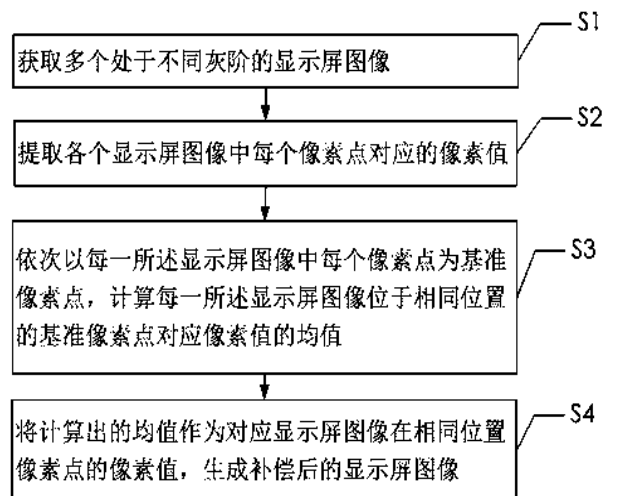 S1
获取多个处于不同灰阶的显示屏图像
S2
提取各个显示屏图像中每个像素点对应的像素值
S3
依次以每一所述显示屏图像中每个像素点为基准
像素点，计算每一所述显示屏图像位于相同位置
的基准像素点对应像素值的均值
S4
将计算出的均值作为对应显示屏图像在相同位置
像素点的像素值，生成补偿后的显示屏图像